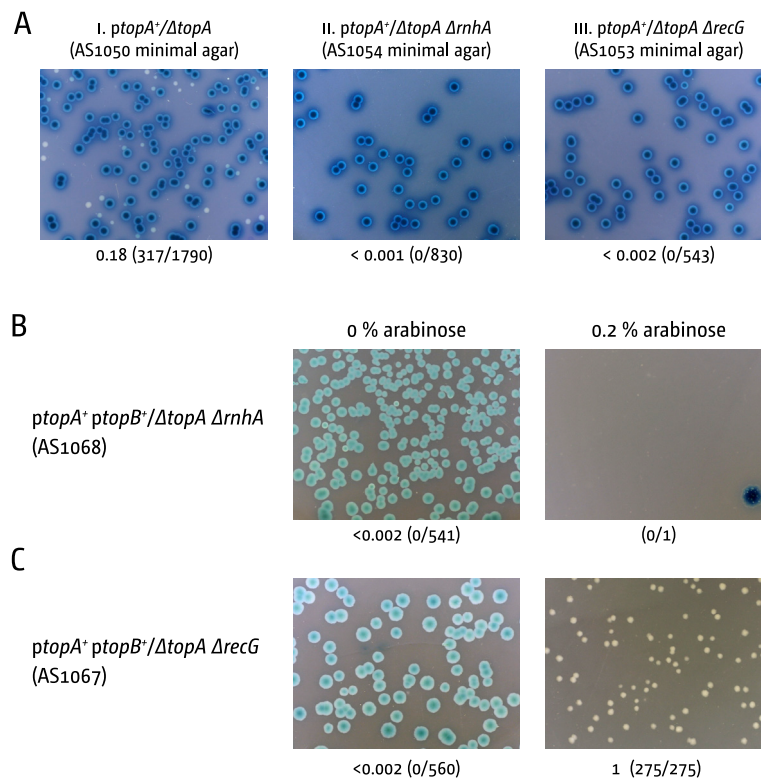 A
I. ptopA⁺/ΔtopA
(AS1050 minimal agar)
II. ptopA⁺/ΔtopA ΔrnhA
(AS1054 minimal agar)
III. ptopA⁺/ΔtopA ΔrecG
(AS1053 minimal agar)
0.18 (317/1790)
< 0.001 (0/830)
< 0.002 (0/543)
B
0 % arabinose
0.2 % arabinose
ptopA⁺ ptopB⁺/ΔtopA ΔrnhA
(AS1068)
<0.002 (0/541)
(0/1)
C
ptopA⁺ ptopB⁺/ΔtopA ΔrecG
(AS1067)
<0.002 (0/560)
1 (275/275)